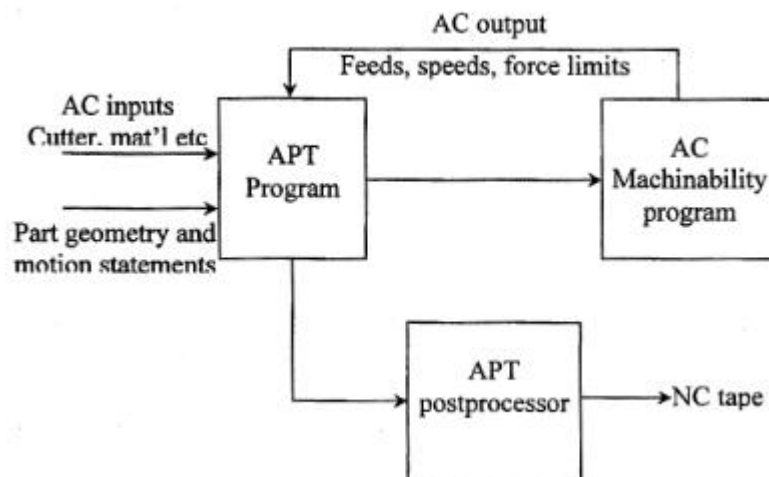 AC output
Feeds, speeds, force limits
AC inputs
Cutter, mat'l etc
APT
Program
AC
Machinability
program
Part geometry and
motion statements
APT
postprocessor
NC tape